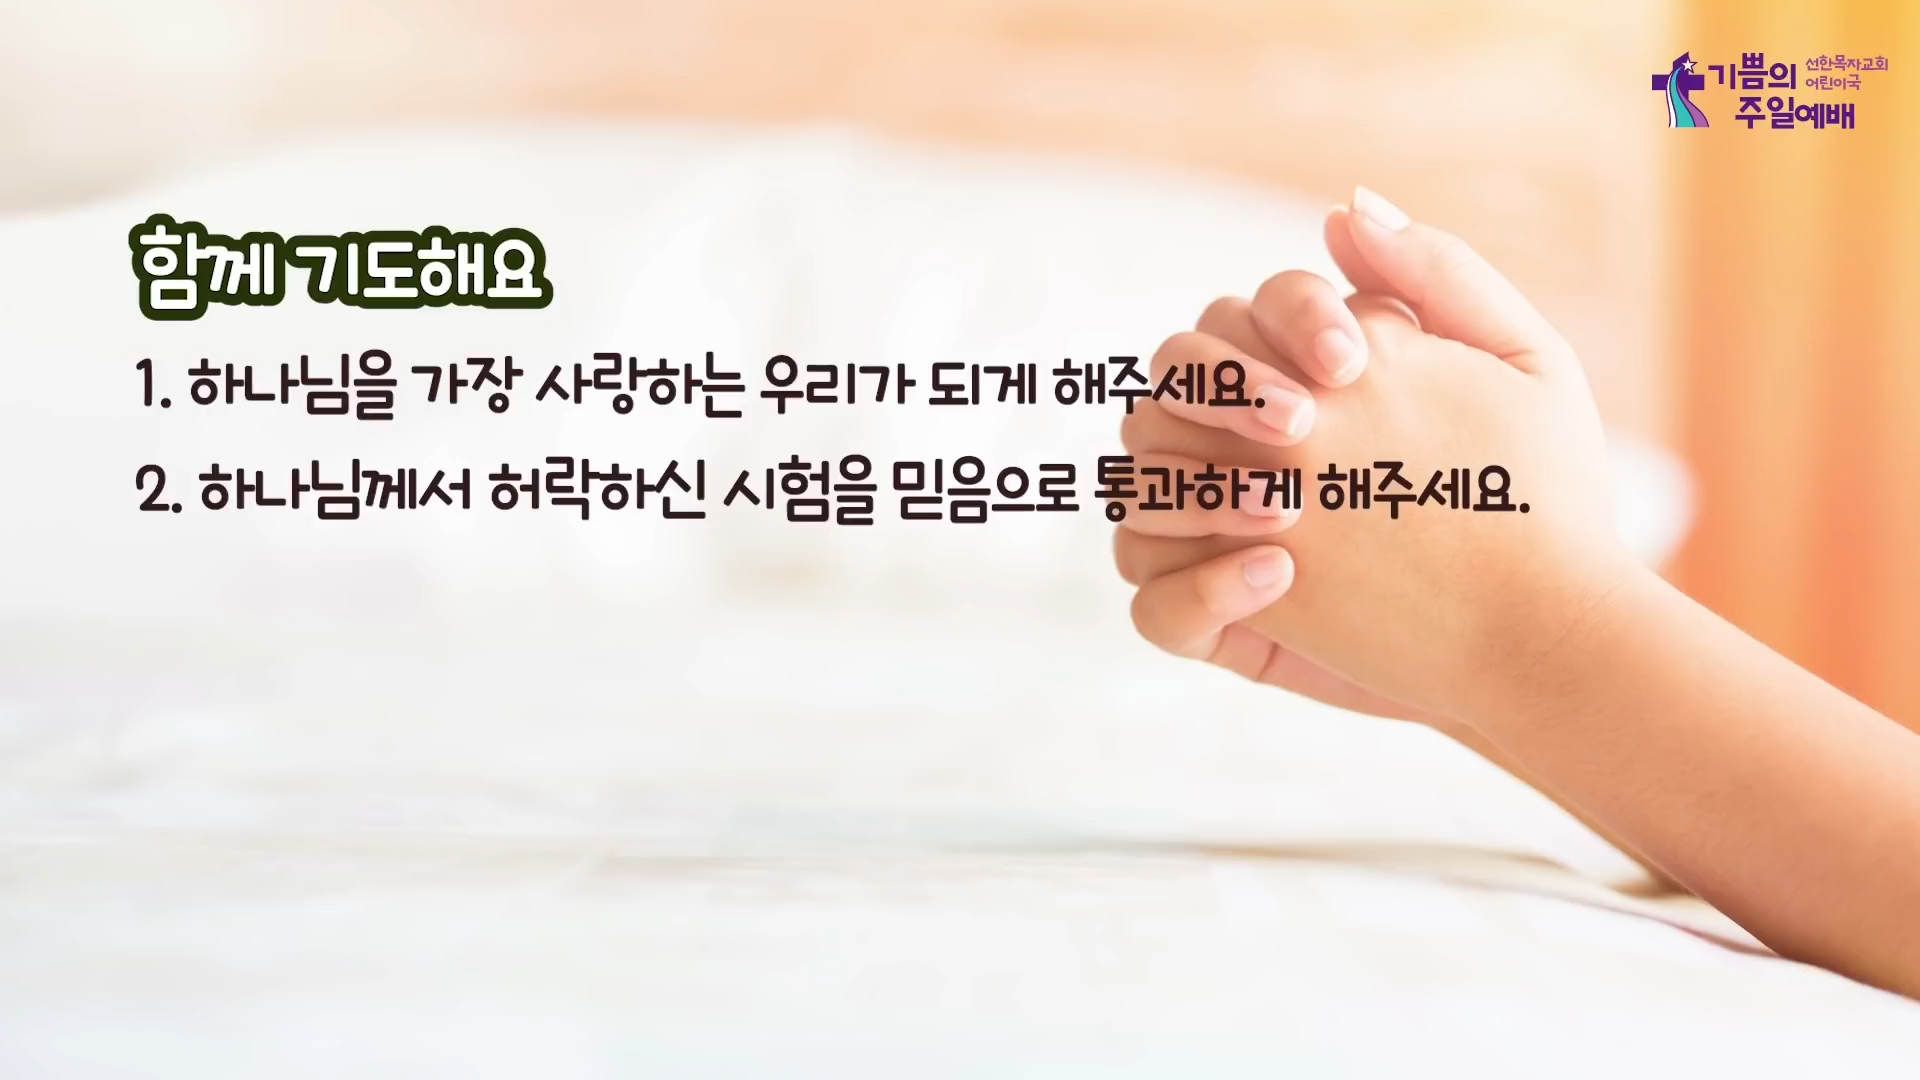 기쁨의 선한목자교회
어린이국
주일예배
함께 기도해요
1. 하나님을 가장 사랑하는 우리가 되게 해주세요.
2. 하나님께서 허락하신 시험을 믿음으로 통과하게 해주세요.